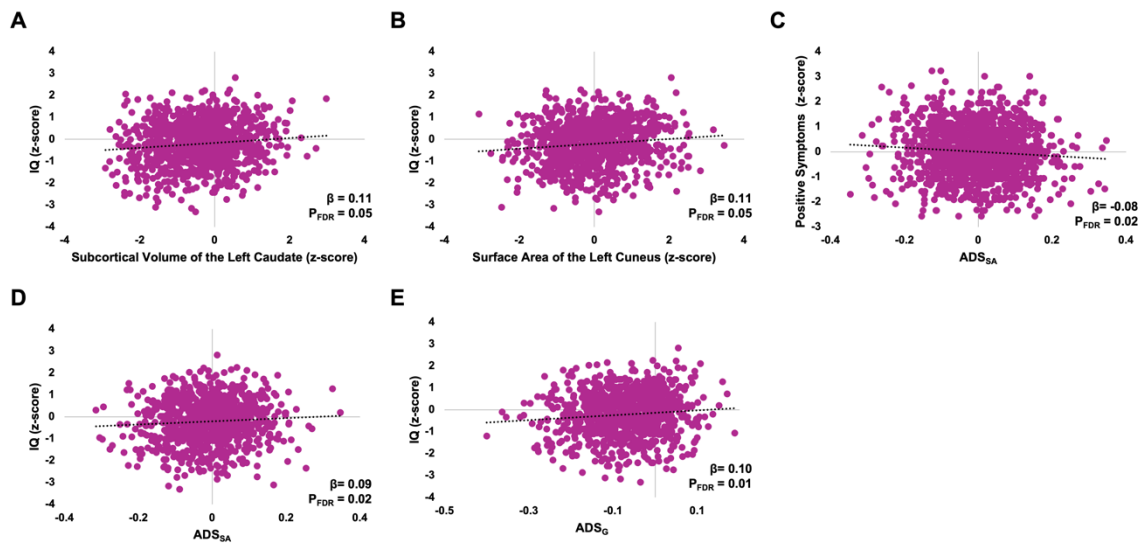 A
IQ (z-score)
4
3
2
1
0
-1
-2
-3
-4
-4
-2
0
2
4
β = 0.11
PFDR = 0.05
Subcortical Volume of the Left Caudate (z-score)
B
IQ (z-score)
4
3
2
1
0
-1
-2
-3
-4
-4
-2
0
2
4
β = 0.11
PFDR = 0.05
Surface Area of the Left Cuneus (z-score)
C
Positive Symptoms (z-score)
4
3
2
1
0
-1
-2
-3
-0.4
-0.2
0
0.2
0.4
β= -0.08
PFDR = 0.02
ADSSA
D
IQ (z-score)
4
3
2
1
0
-1
-2
-3
-4
-0.4
-0.2
0
0.2
0.4
β= 0.09
PFDR = 0.02
ADSSA
E
IQ (z-score)
4
3
2
1
0
-1
-2
-3
-4
-0.5
-0.3
-0.1
0.1
β= 0.10
PFDR = 0.01
ADSG